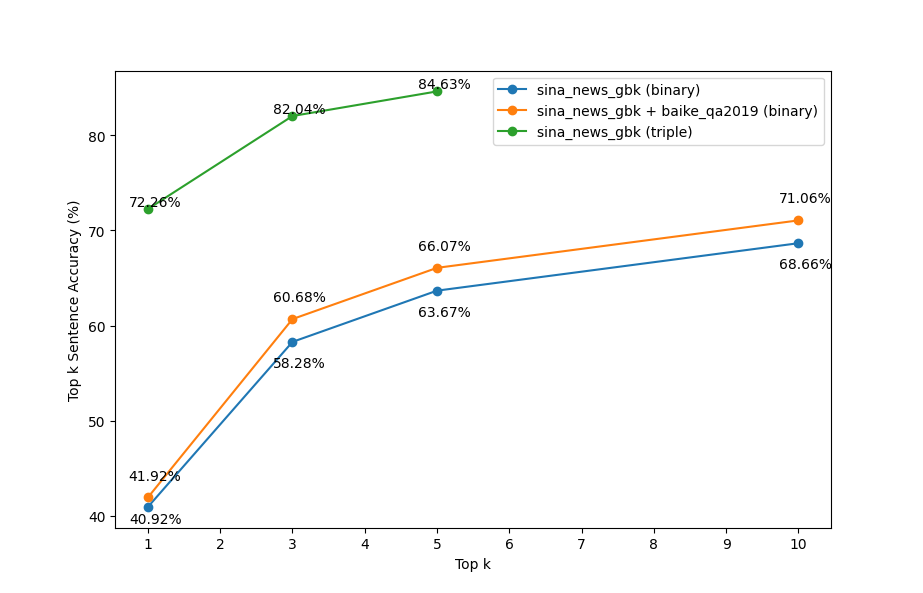 sina_news_gbk (binary)
sina_news_gbk + baike_qa2019 (binary)
sina_news_gbk (triple)
84.63%
82.04%
80
72.26%
71.06%
70
66.07%
68.66%
63.67%
60.68%
60
58.28%
50
41.92%
40.92%
40
Top k Sentence Accuracy (%)
1 2 3 4 5 6 7 8 9 10
Top k